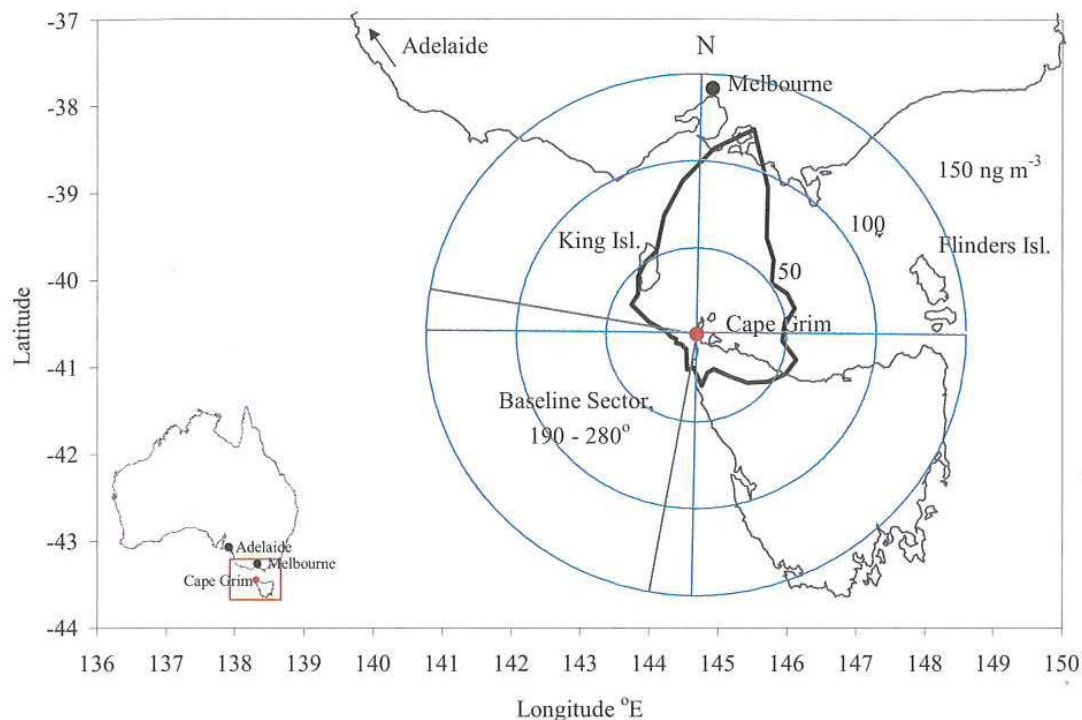 -37
-38
-39
-40
-41
-42
-43
-44
Latitude
Adelaide
N
Melbourne
150 ng m⁻³
100
King Isl.
Flinders Isl.
50
Cape Grim
Baseline Sector,
190 - 280°
Adelaide
Melbourne
Cape Grim
136 137 138 139 140 141 142 143 144 145 146 147 148 149 150
Longitude °E